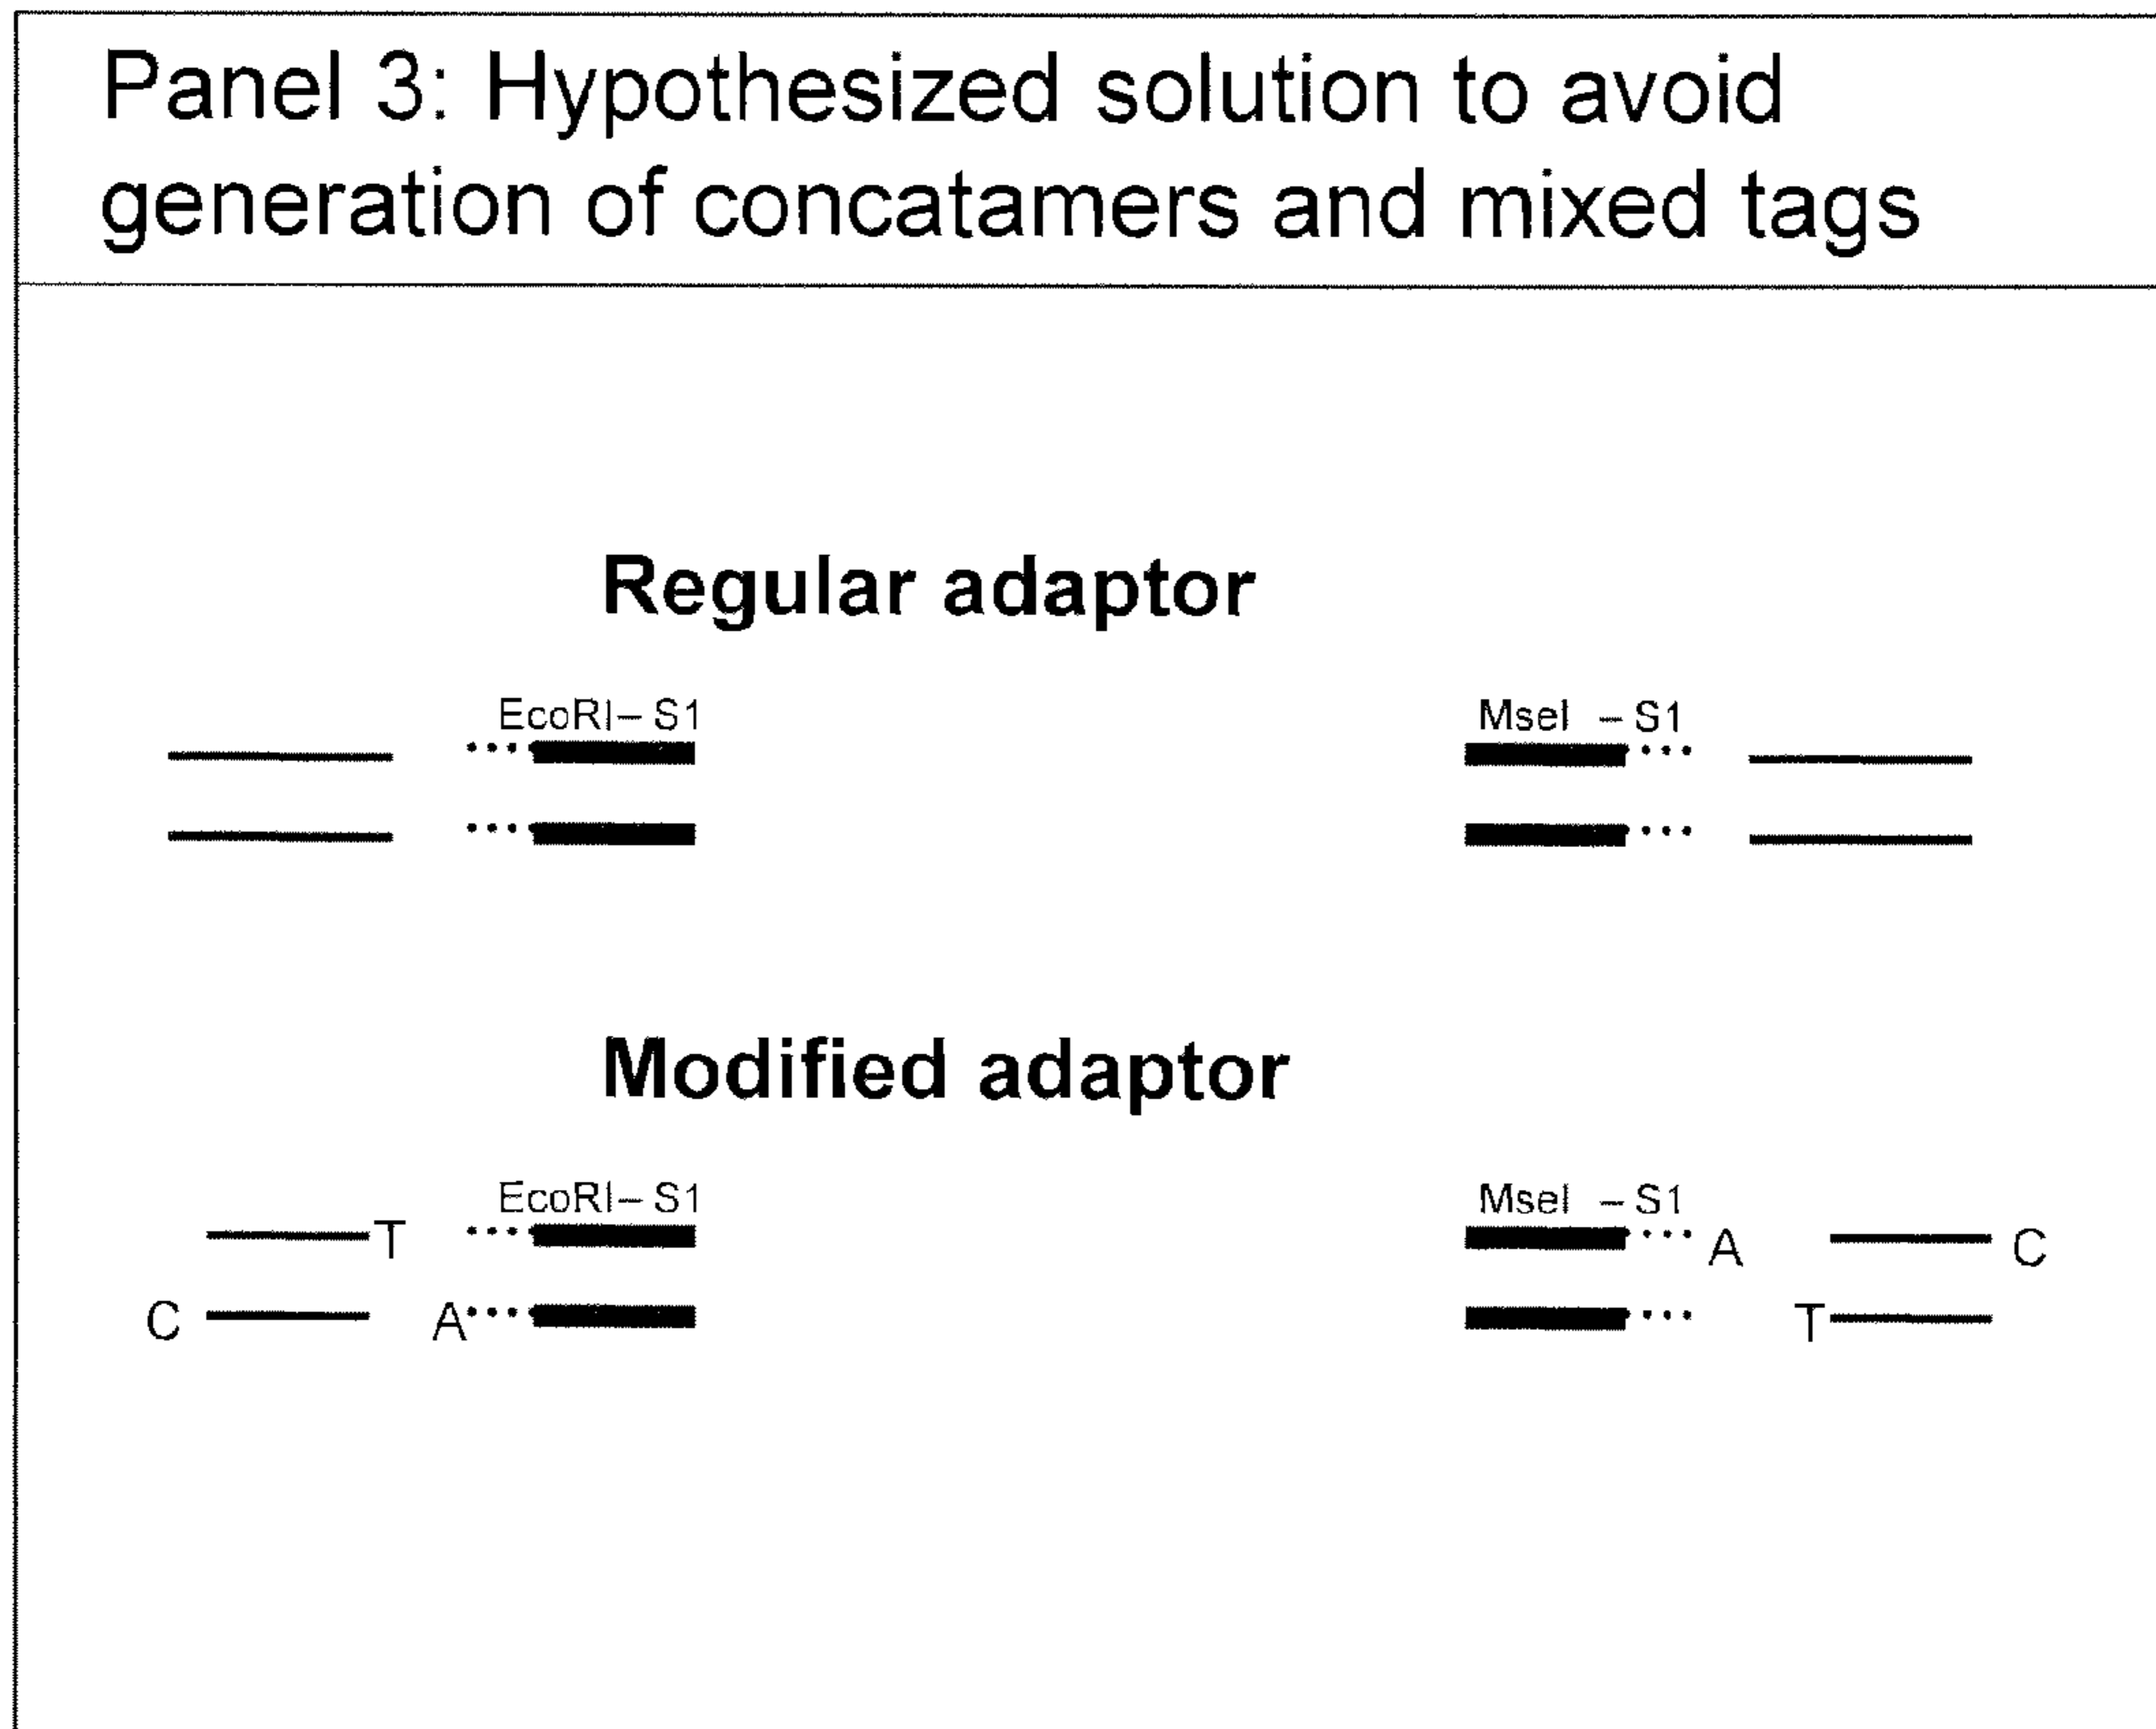 Panel 3: Hypothesized solution to avoid
generation of concatamers and mixed tags
Regular adaptor
EcoRI– S1 MseI – S1
Modified adaptor
EcoRI– S1 MseI – S1
T A C
C A T